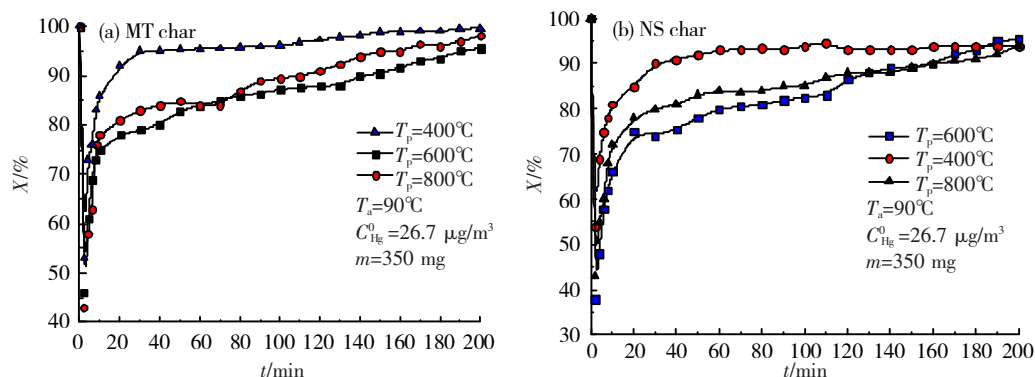 (a) MT char
100
90
80
70
60
50
40
X/%
0 20 40 60 80 100 120 140 160 180 200
t/min
Tp=400℃
Tp=600℃
Tp=800℃
Ta=90℃
C⁰Hg=26.7 μg/m³
m=350 mg
(b) NS char
100
90
80
70
60
50
40
30
X/%
0 20 40 60 80 100 120 140 160 180 200
t/min
Tp=600℃
Tp=400℃
Tp=800℃
Ta=90℃
C⁰Hg=26.7 μg/m³
m=350 mg